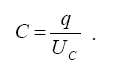 C = q / U_C .